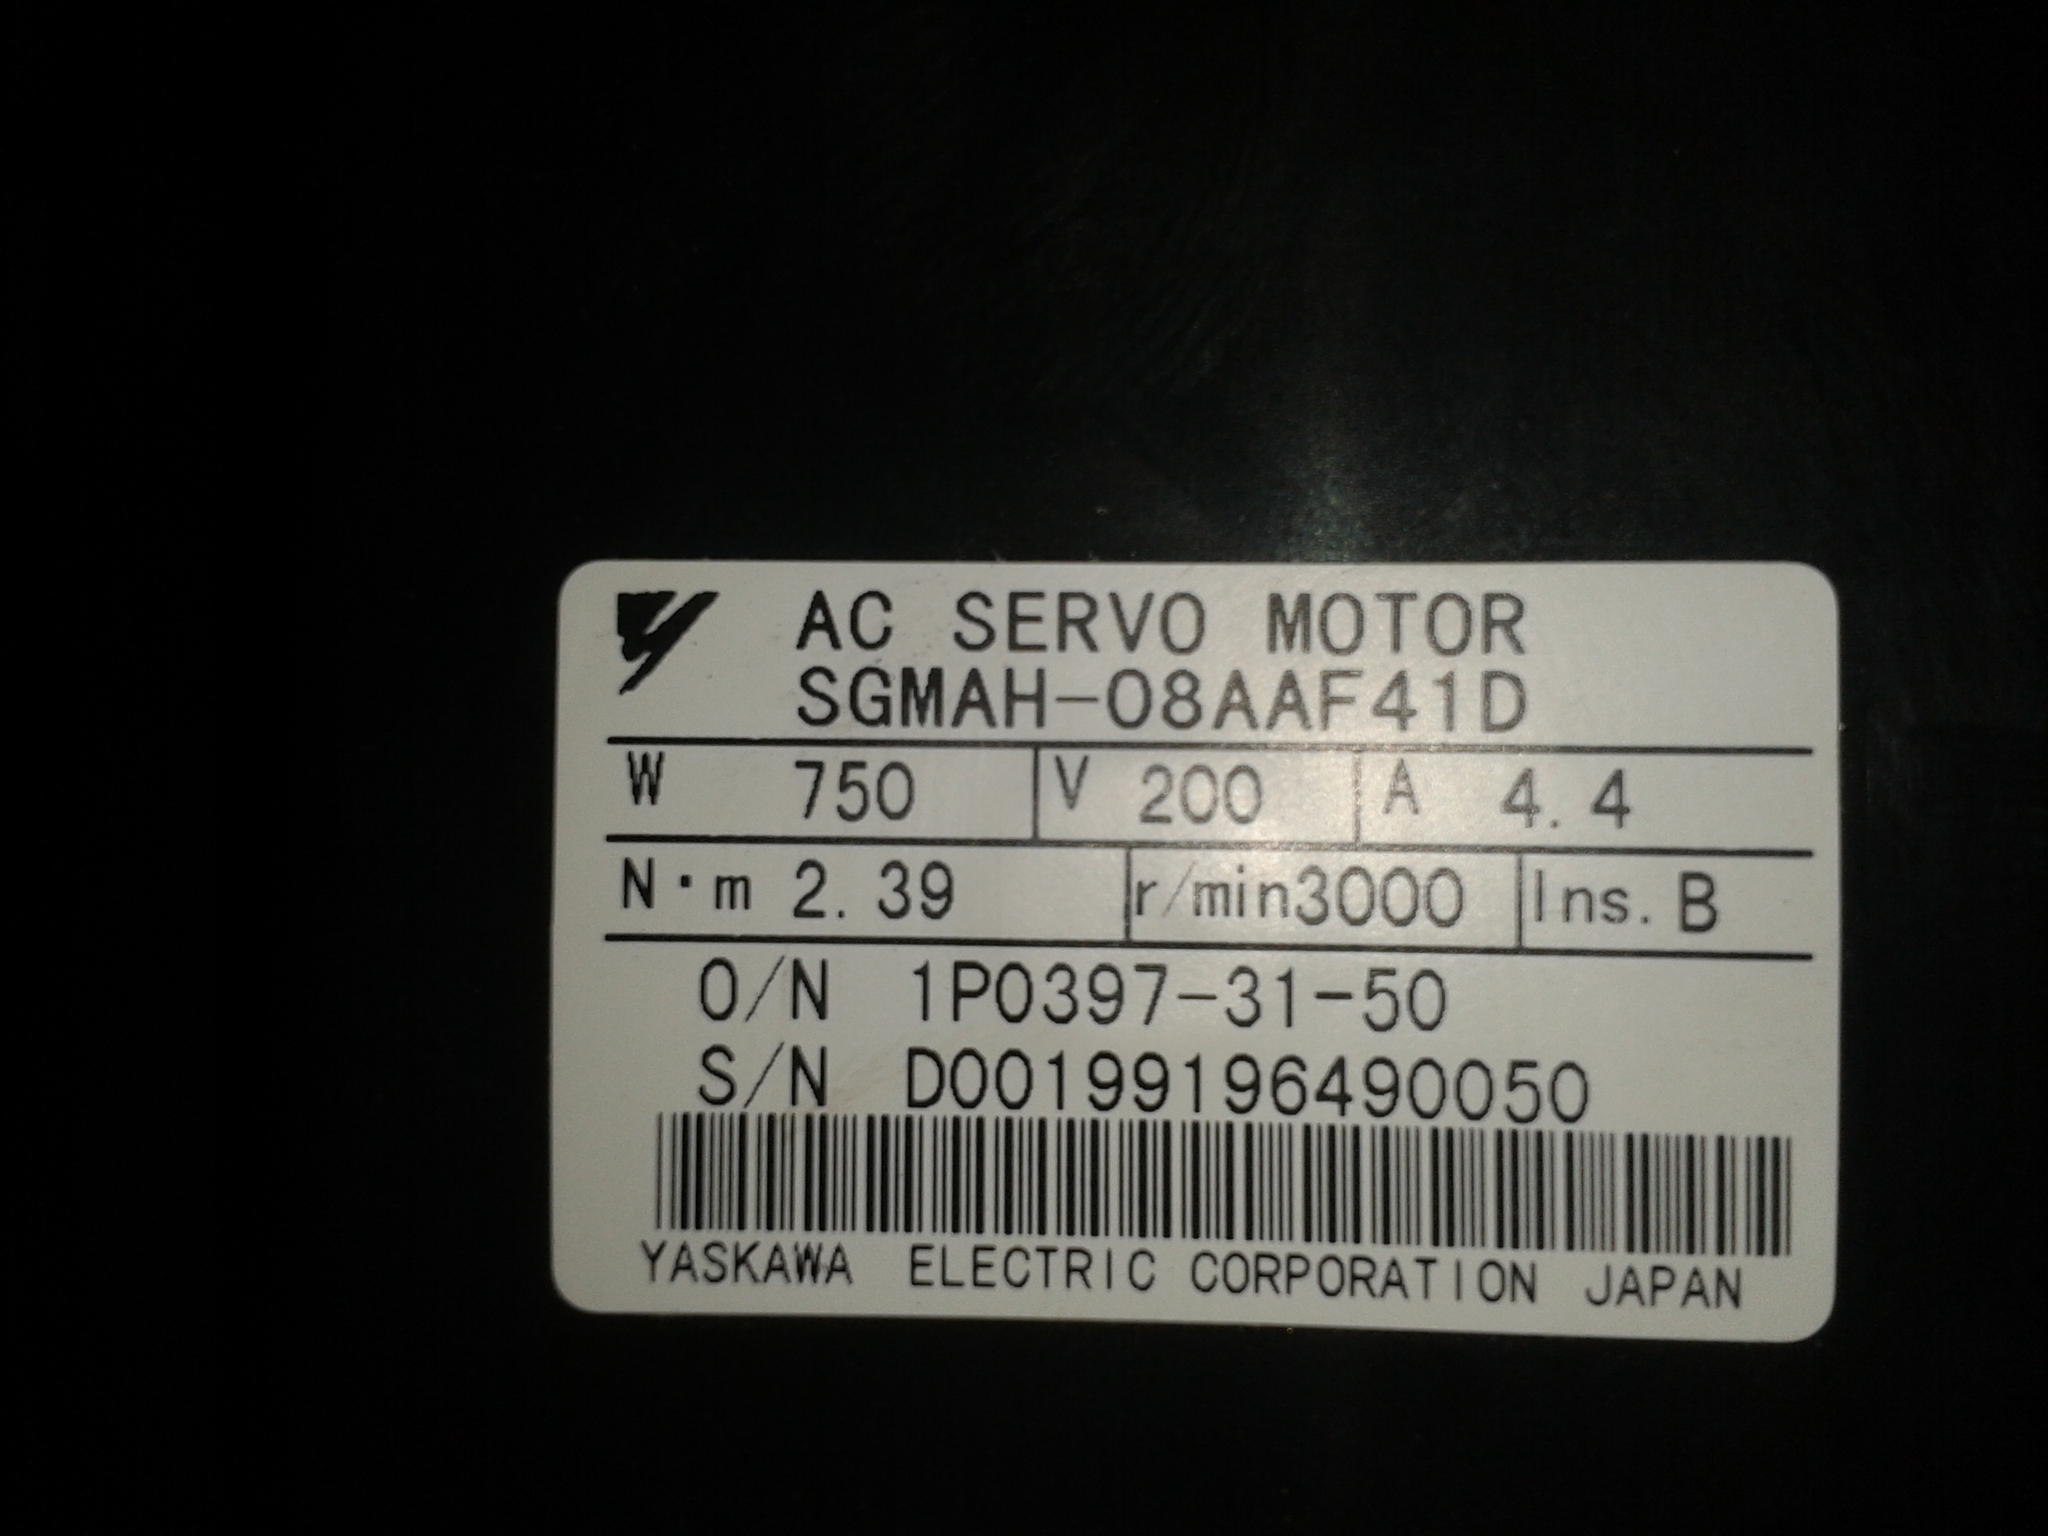 AC SERVO MOTOR
SGMAH-08AAF41D
W 750 V 200 A 4.4
N·m 2.39 r/min3000 Ins. B
O/N 1P0397-31-50
S/N D00199196490050
YASKAWA ELECTRIC CORPORATION JAPAN